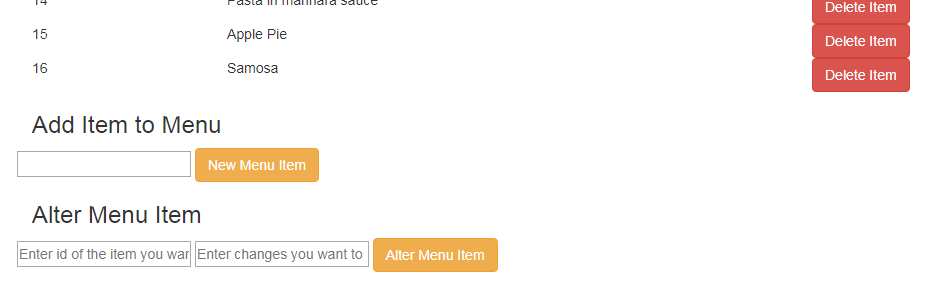 14 Pasta in marinara sauce Delete Item
15 Apple Pie Delete Item
16 Samosa Delete Item
Add Item to Menu
New Menu Item
Alter Menu Item
Enter id of the item you war Enter changes you want to Alter Menu Item